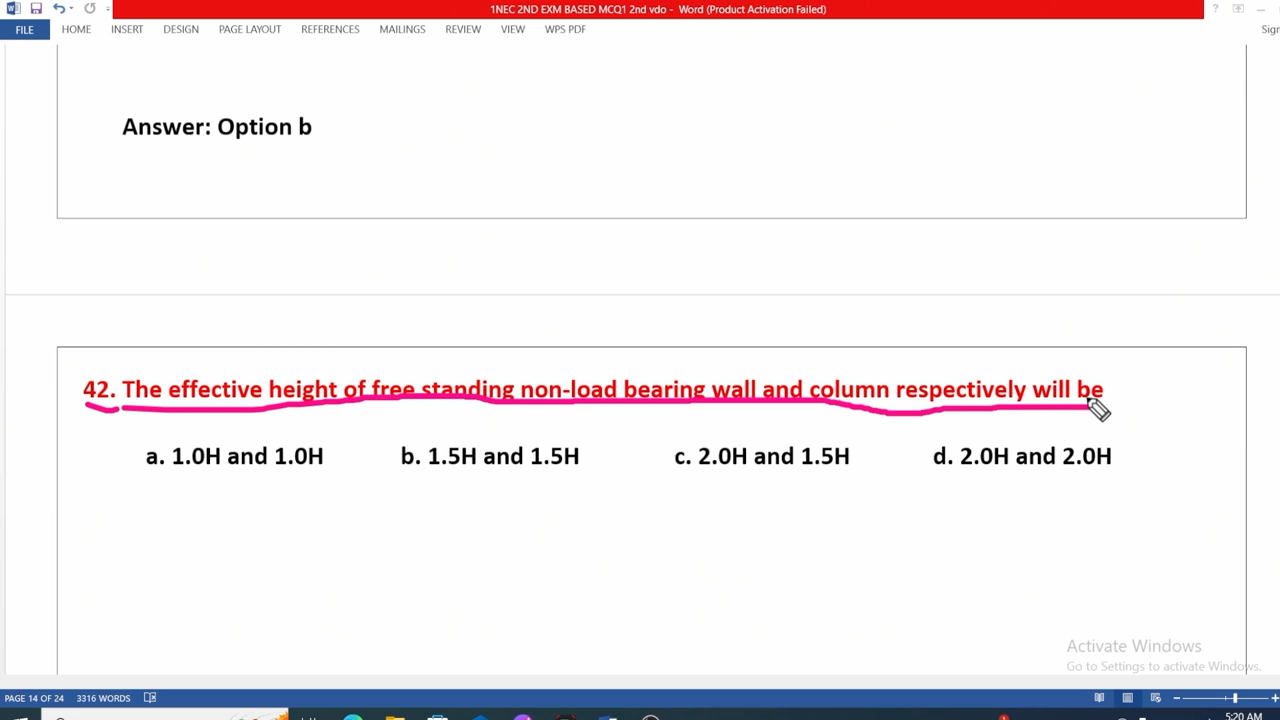 1NEC 2ND EXM BASED MCQ1 2nd vdo - Word (Product Activation Failed)
FILE HOME INSERT DESIGN PAGE LAYOUT REFERENCES MAILINGS REVIEW VIEW WPS PDF Sign
Answer: Option b
42. The effective height of free standing non-load bearing wall and column respectively will be
a. 1.0H and 1.0H b. 1.5H and 1.5H c. 2.0H and 1.5H d. 2.0H and 2.0H
Activate Windows
Go to Settings to activate Windows.
PAGE 14 OF 24 3316 WORDS
5:20 AM